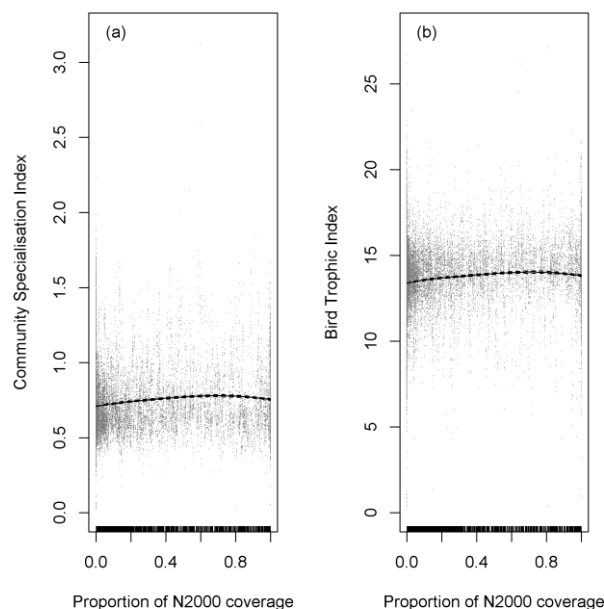 (a)
Community Specialisation Index
3.0
2.5
2.0
1.5
1.0
0.5
0.0
0.0 0.4 0.8
Proportion of N2000 coverage
(b)
Bird Trophic Index
25
20
15
10
5
0
0.0 0.4 0.8
Proportion of N2000 coverage